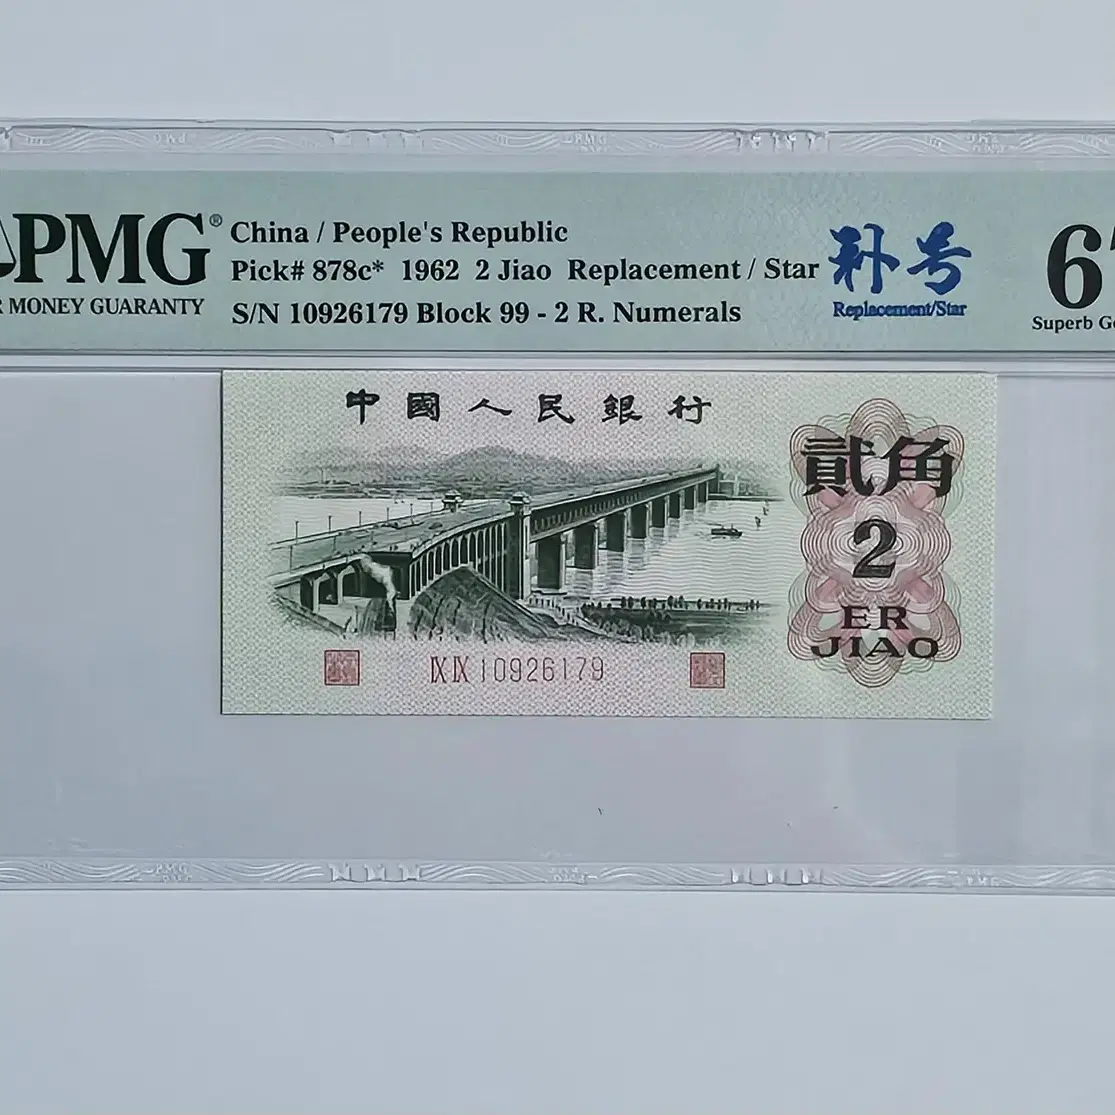 PMG®
R MONEY GUARANTY
China / People's Republic
Pick# 878c* 1962 2 Jiao Replacement / Star
S/N 10926179 Block 99 - 2 R. Numerals
补号
Replacement/Star
67
Superb G
中國人民銀行
貳角
2
ER
JIAO
IX IX 10926179